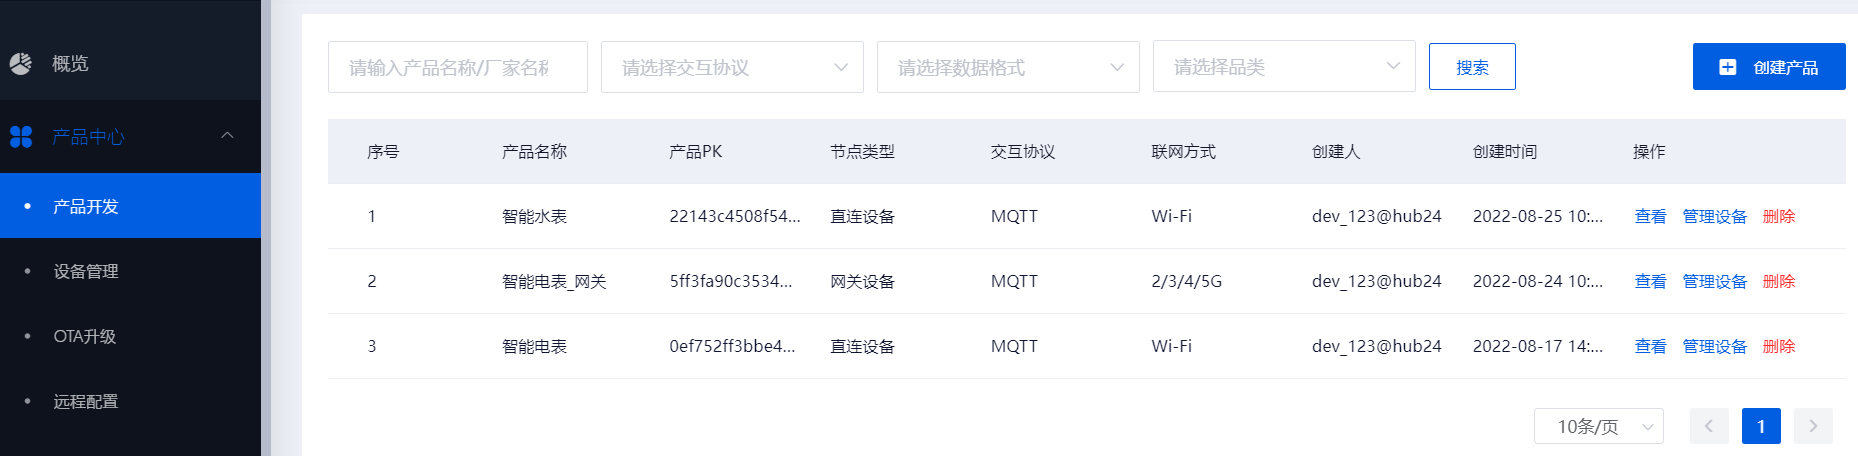 概览
产品中心
产品开发
设备管理
OTA升级
远程配置
请输入产品名称/厂家名称 请选择交互协议 请选择数据格式 请选择品类 搜索 创建产品
序号 产品名称 产品PK 节点类型 交互协议 联网方式 创建人 创建时间 操作
1 智能水表 22143c4508f54... 直连设备 MQTT Wi-Fi dev_123@hub24 2022-08-25 10:... 查看 管理设备 删除
2 智能电表_网关 5ff3fa90c3534... 网关设备 MQTT 2/3/4/5G dev_123@hub24 2022-08-24 10:... 查看 管理设备 删除
3 智能电表 0ef752ff3bbe4... 直连设备 MQTT Wi-Fi dev_123@hub24 2022-08-17 14:... 查看 管理设备 删除
10条/页 1